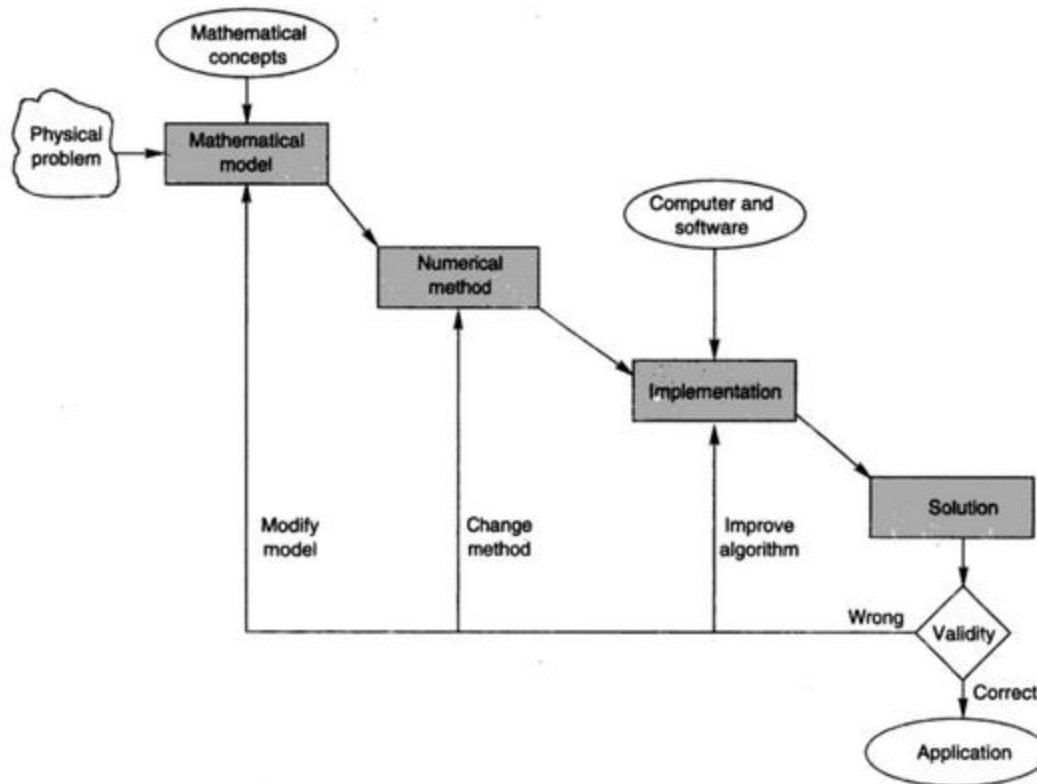 Mathematical
concepts
Physical
problem
Mathematical
model
Computer and
software
Numerical
method
Implementation
Modify
model
Change
method
Improve
algorithm
Solution
Wrong
Validity
Correct
Application